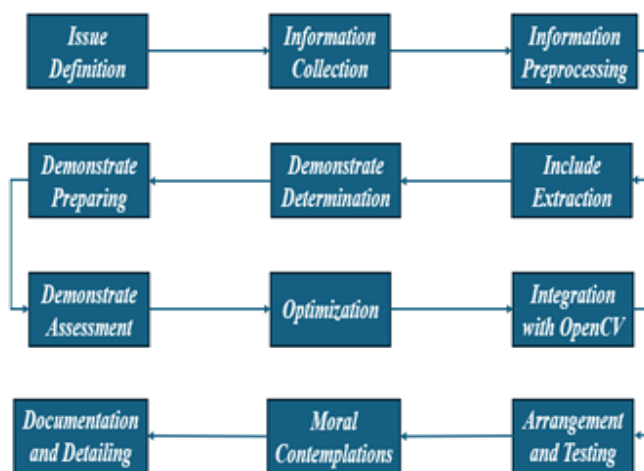 Issue
Definition
Information
Collection
Information
Preprocessing
Include
Extraction
Demonstrate
Determination
Demonstrate
Preparing
Demonstrate
Assessment
Optimization
Integration
with OpenCV
Arrangement
and Testing
Moral
Contemplations
Documentation
and Detailing